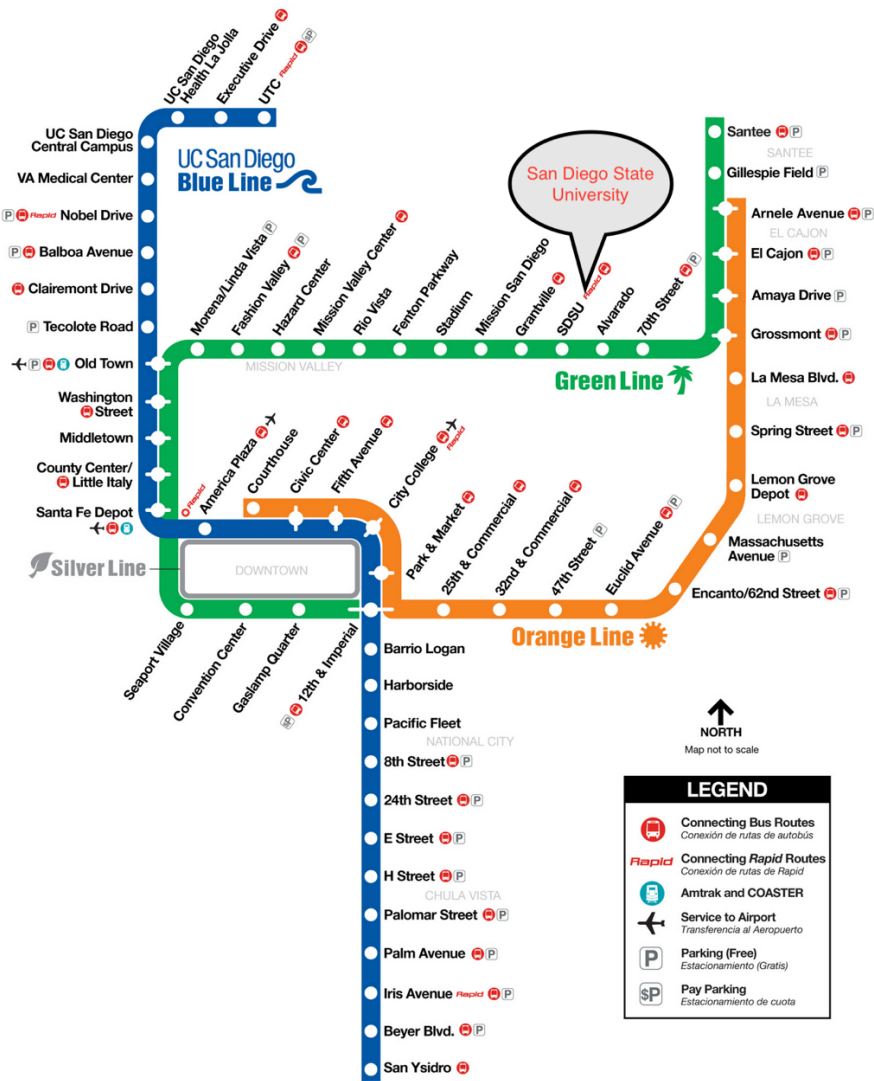 UC San Diego
Health La Jolla
Executive Drive
UTC Rapid $P
UC San Diego
Central Campus
VA Medical Center
P Rapid Nobel Drive
P Balboa Avenue
Clairemont Drive
P Tecolote Road
P Old Town
Washington
Street
Middletown
County Center/
Little Italy
Santa Fe Depot
UC San Diego
Blue Line
San Diego State
University
Morena/Linda Vista P
Fashion Valley P
Hazard Center
Mission Valley Center
Rio Vista
Fenton Parkway
Stadium
Mission San Diego
Grantville
SDSU Rapid
Alvarado
70th Street P
MISSION VALLEY
Green Line
Santee P
SANTEE
Gillespie Field P
Arnele Avenue P
EL CAJON
El Cajon P
Amaya Drive P
Grossmont P
La Mesa Blvd.
LA MESA
Spring Street P
Lemon Grove
Depot
LEMON GROVE
Massachusetts
Avenue P
Encanto/62nd Street P
Rapid
America Plaza
Courthouse
Civic Center
Fifth Avenue
City College Rapid
Park & Market
25th & Commercial
32nd & Commercial
47th Street P
Euclid Avenue P
Silver Line
DOWNTOWN
Orange Line
Seaport Village
Convention Center
Gaslamp Quarter
$P 12th & Imperial
Barrio Logan
Harborside
Pacific Fleet
NATIONAL CITY
8th Street P
24th Street P
E Street P
H Street P
CHULA VISTA
Palomar Street P
Palm Avenue P
Iris Avenue Rapid P
Beyer Blvd. P
San Ysidro
NORTH
Map not to scale
LEGEND
Connecting Bus Routes
Conexión de rutas de autobús
Rapid Connecting Rapid Routes
Conexión de rutas de Rapid
Amtrak and COASTER
Service to Airport
Transferencia al Aeropuerto
P Parking (Free)
Estacionamiento (Gratis)
$P Pay Parking
Estacionamiento de cuota